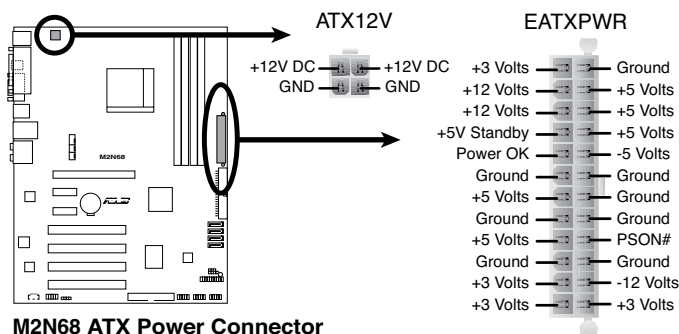 ATX12V
EATXPWR
+12V DC +12V DC
GND GND
+3 Volts Ground
+12 Volts +5 Volts
+12 Volts +5 Volts
+5V Standby +5 Volts
Power OK -5 Volts
Ground Ground
+5 Volts Ground
Ground Ground
+5 Volts PSON#
Ground Ground
+3 Volts -12 Volts
+3 Volts +3 Volts
M2N68
ASUS
M2N68 ATX Power Connector